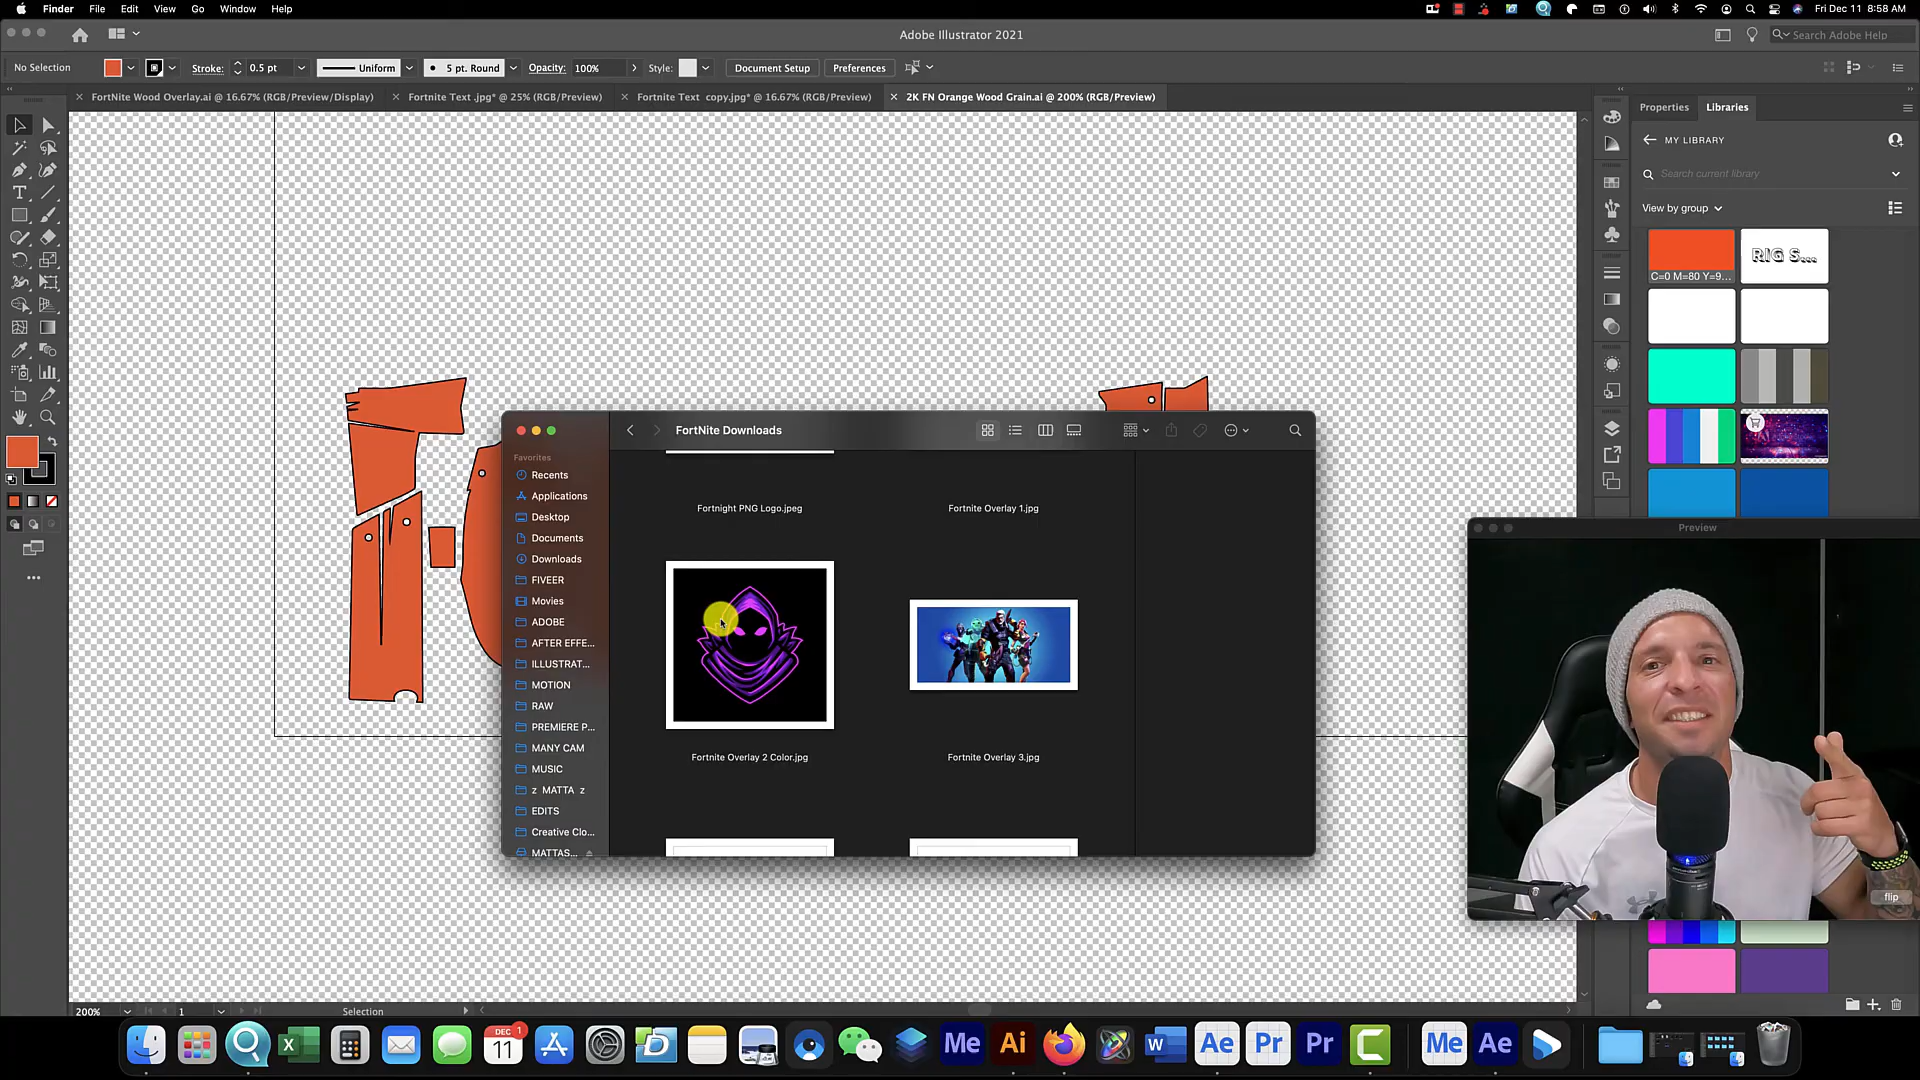 Finder File Edit View Go Window Help
Fri Dec 11 8:58 AM
Adobe Illustrator 2021
Search Adobe Help
No Selection
Stroke: 0.5 pt Uniform 5 pt. Round Opacity: 100% Style: Document Setup Preferences
FortNite Wood Overlay.ai @ 16.67% (RGB/Preview/Display)
Fortnite Text .jpg* @ 25% (RGB/Preview)
Fortnite Text copy.jpg* @ 16.67% (RGB/Preview)
2K FN Orange Wood Grain.ai @ 200% (RGB/Preview)
Properties Libraries
MY LIBRARY
Search current library
View by group
RIG S...
C=0 M=80 Y=9...
FortNite Downloads
Favorites
Recents
Applications
Desktop
Documents
Downloads
FIVEER
Movies
ADOBE
AFTER EFFE...
ILLUSTRAT...
MOTION
RAW
PREMIERE P...
MANY CAM
MUSIC
z MATTA z
EDITS
Creative Clo...
MATTAS...
Fortnight PNG Logo.jpeg
Fortnite Overlay 1.jpg
Fortnite Overlay 2 Color.jpg
Fortnite Overlay 3.jpg
Preview
flip
200% 1 Selection
DEC
11
1
Me Ai W Ae Pr Pr C Me Ae